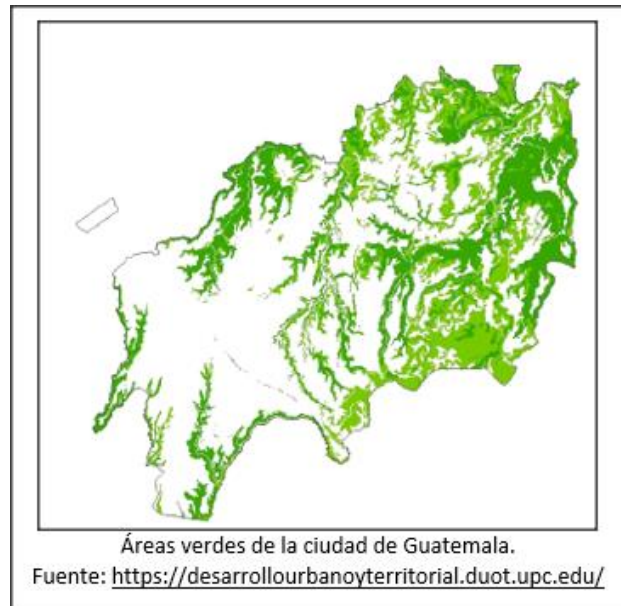 Áreas verdes de la ciudad de Guatemala.
Fuente: https://desarrollourbanoyterritorial.duot.upc.edu/